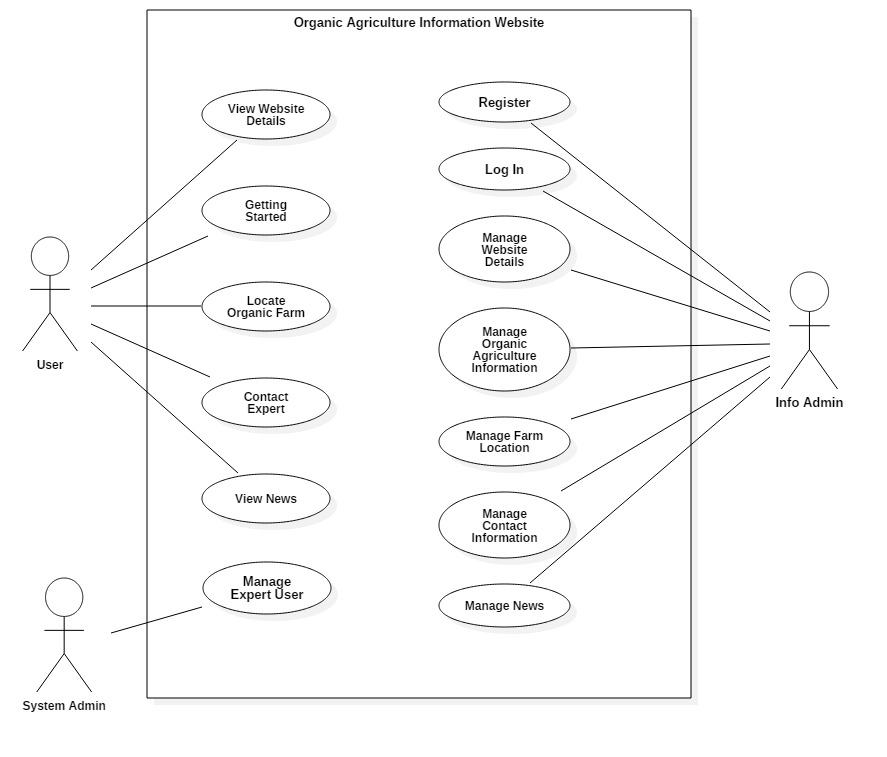 Organic Agriculture Information Website
View Website
Details
Getting
Started
Locate
Organic Farm
Contact
Expert
View News
Manage
Expert User
Register
Log In
Manage
Website
Details
Manage
Organic
Agriculture
Information
Manage Farm
Location
Manage
Contact
Information
Manage News
User
System Admin
Info Admin